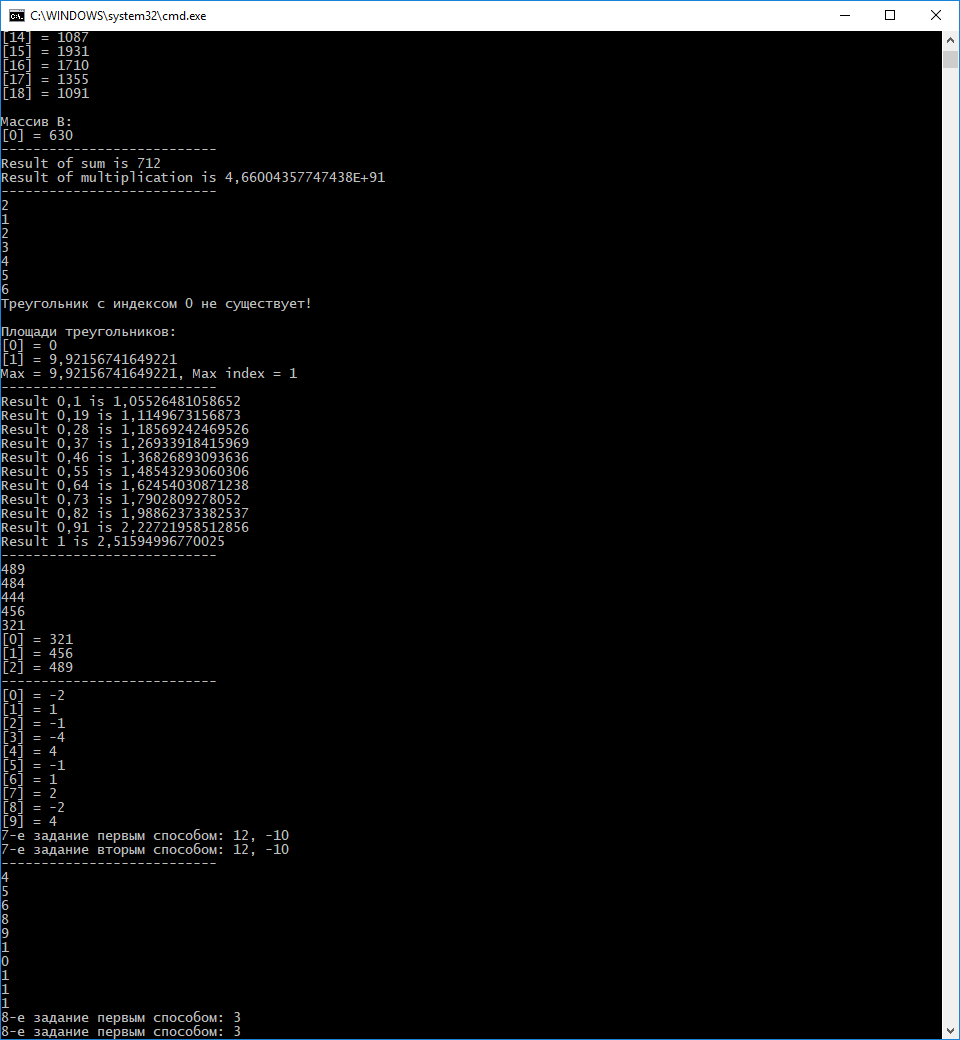 C:\WINDOWS\system32\cmd.exe
[14] = 1087
[15] = 1931
[16] = 1710
[17] = 1355
[18] = 1091
Массив B:
[0] = 630
---------------------------
Result of sum is 712
Result of multiplication is 4,66004357747438E+91
---------------------------
2
1
2
3
4
5
6
Треугольник с индексом 0 не существует!
Площади треугольников:
[0] = 0
[1] = 9,92156741649221
Max = 9,92156741649221, Max index = 1
---------------------------
Result 0,1 is 1,05526481058652
Result 0,19 is 1,1149673156873
Result 0,28 is 1,18569242469526
Result 0,37 is 1,26933918415969
Result 0,46 is 1,36826893093636
Result 0,55 is 1,48543293060306
Result 0,64 is 1,62454030871238
Result 0,73 is 1,7902809278052
Result 0,82 is 1,98862373382537
Result 0,91 is 2,22721958512856
Result 1 is 2,51594996770025
---------------------------
489
484
444
456
321
[0] = 321
[1] = 456
[2] = 489
---------------------------
[0] = -2
[1] = 1
[2] = -1
[3] = -4
[4] = 4
[5] = -1
[6] = 1
[7] = 2
[8] = -2
[9] = 4
7-е задание первым способом: 12, -10
7-е задание вторым способом: 12, -10
---------------------------
4
5
6
8
9
1
0
1
1
1
8-е задание первым способом: 3
8-е задание первым способом: 3